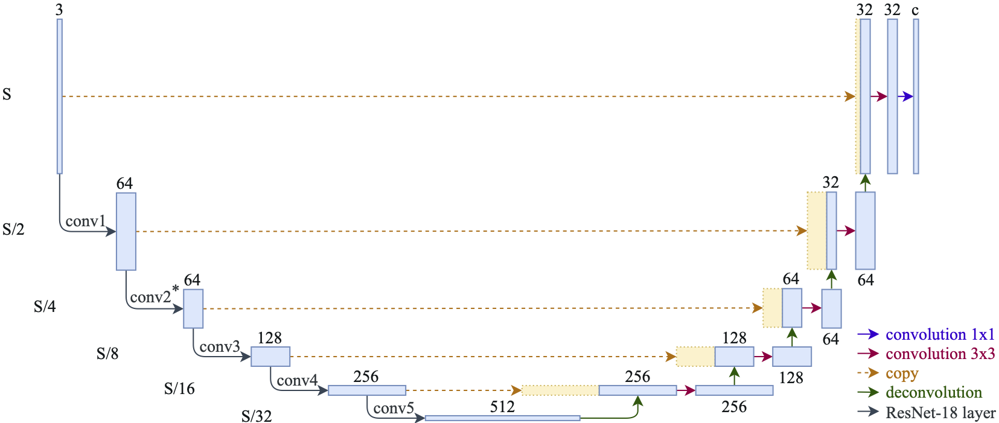 3
32
32
c
S
64
32
conv1
S/2
64
64
64
conv2*
S/4
128
128
64
convolution 1x1
conv3
S/8
convolution 3x3
256
256
128
copy
conv4
S/16
deconvolution
512
256
conv5
S/32
ResNet-18 layer